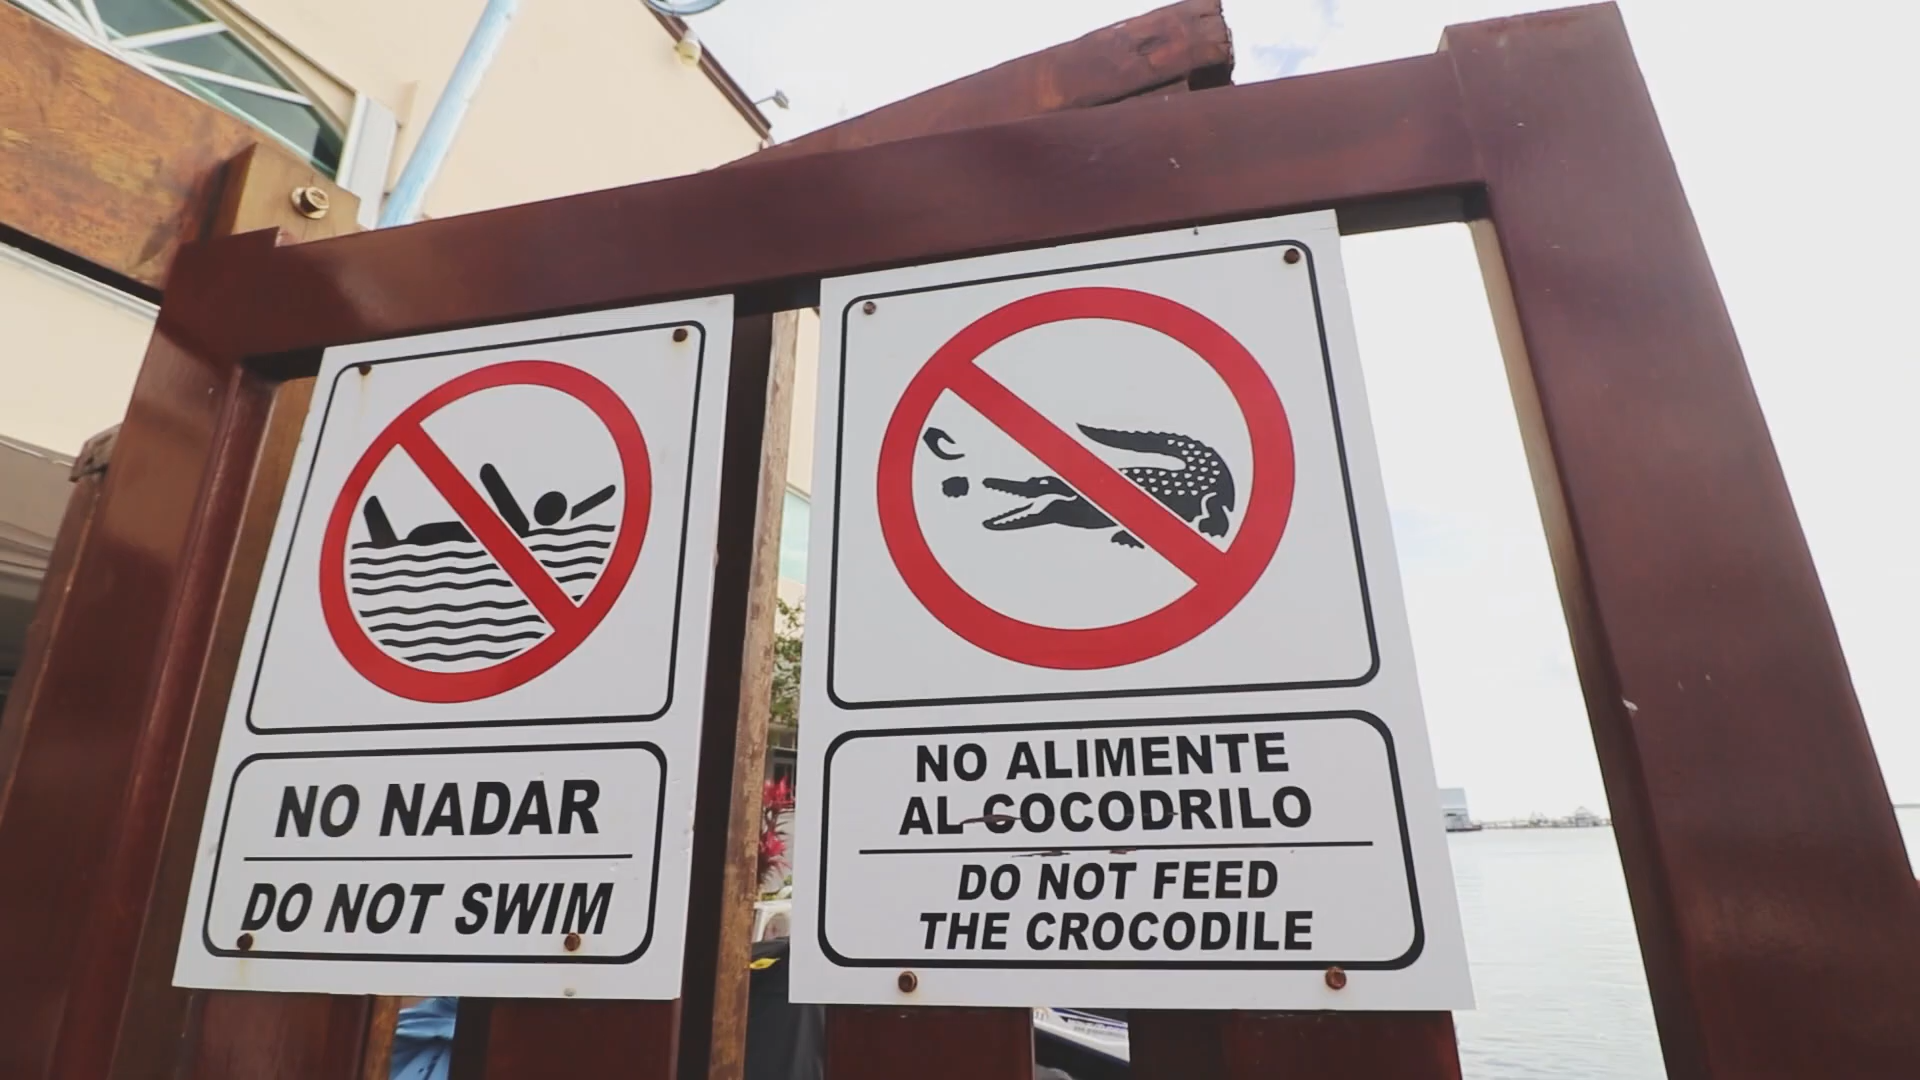 NO NADAR
DO NOT SWIM
NO ALIMENTE
AL COCODRILO
DO NOT FEED
THE CROCODILE